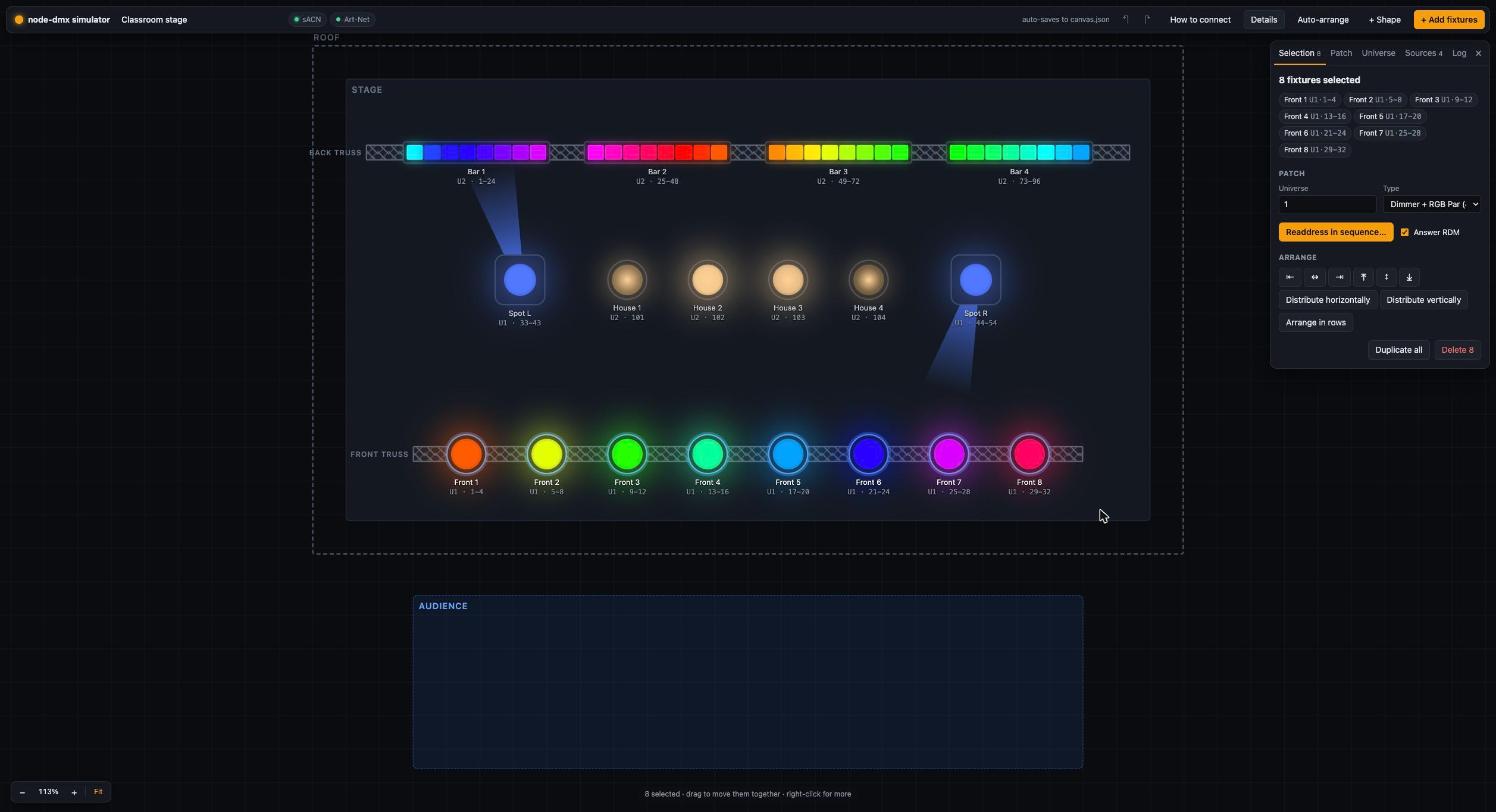 node-dmx simulator Classroom stage sACN Art-Net auto-saves to canvas.json How to connect Details Auto-arrange + Shape + Add fixtures
ROOF
STAGE
BACK TRUSS
Bar 1 Bar 2 Bar 3 Bar 4
U2 · 1–24 U2 · 25–48 U2 · 49–72 U2 · 73–96
Spot L House 1 House 2 House 3 House 4 Spot R
U1 · 33–43 U2 · 101 U2 · 102 U2 · 103 U2 · 104 U1 · 44–54
FRONT TRUSS
Front 1 Front 2 Front 3 Front 4 Front 5 Front 6 Front 7 Front 8
U1 · 1–4 U1 · 5–8 U1 · 9–12 U1 · 13–16 U1 · 17–20 U1 · 21–24 U1 · 25–28 U1 · 29–32
AUDIENCE
Selection 8 Patch Universe Sources 4 Log ×
8 fixtures selected
Front 1 U1·1–4 Front 2 U1·5–8 Front 3 U1·9–12
Front 4 U1·13–16 Front 5 U1·17–20
Front 6 U1·21–24 Front 7 U1·25–28
Front 8 U1·29–32
PATCH
Universe Type
1 Dimmer + RGB Par (
Readdress in sequence... Answer RDM
ARRANGE
Distribute horizontally Distribute vertically
Arrange in rows
Duplicate all Delete 8
− 113% + Fit
8 selected · drag to move them together · right-click for more